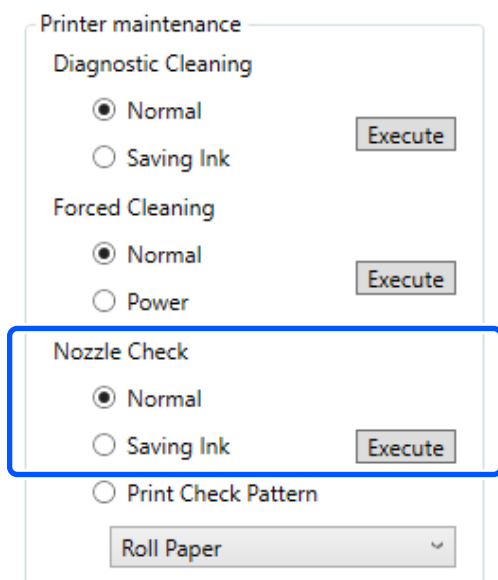 Printer maintenance
Diagnostic Cleaning
Normal
Saving Ink
Execute
Forced Cleaning
Normal
Power
Execute
Nozzle Check
Normal
Saving Ink
Execute
Print Check Pattern
Roll Paper